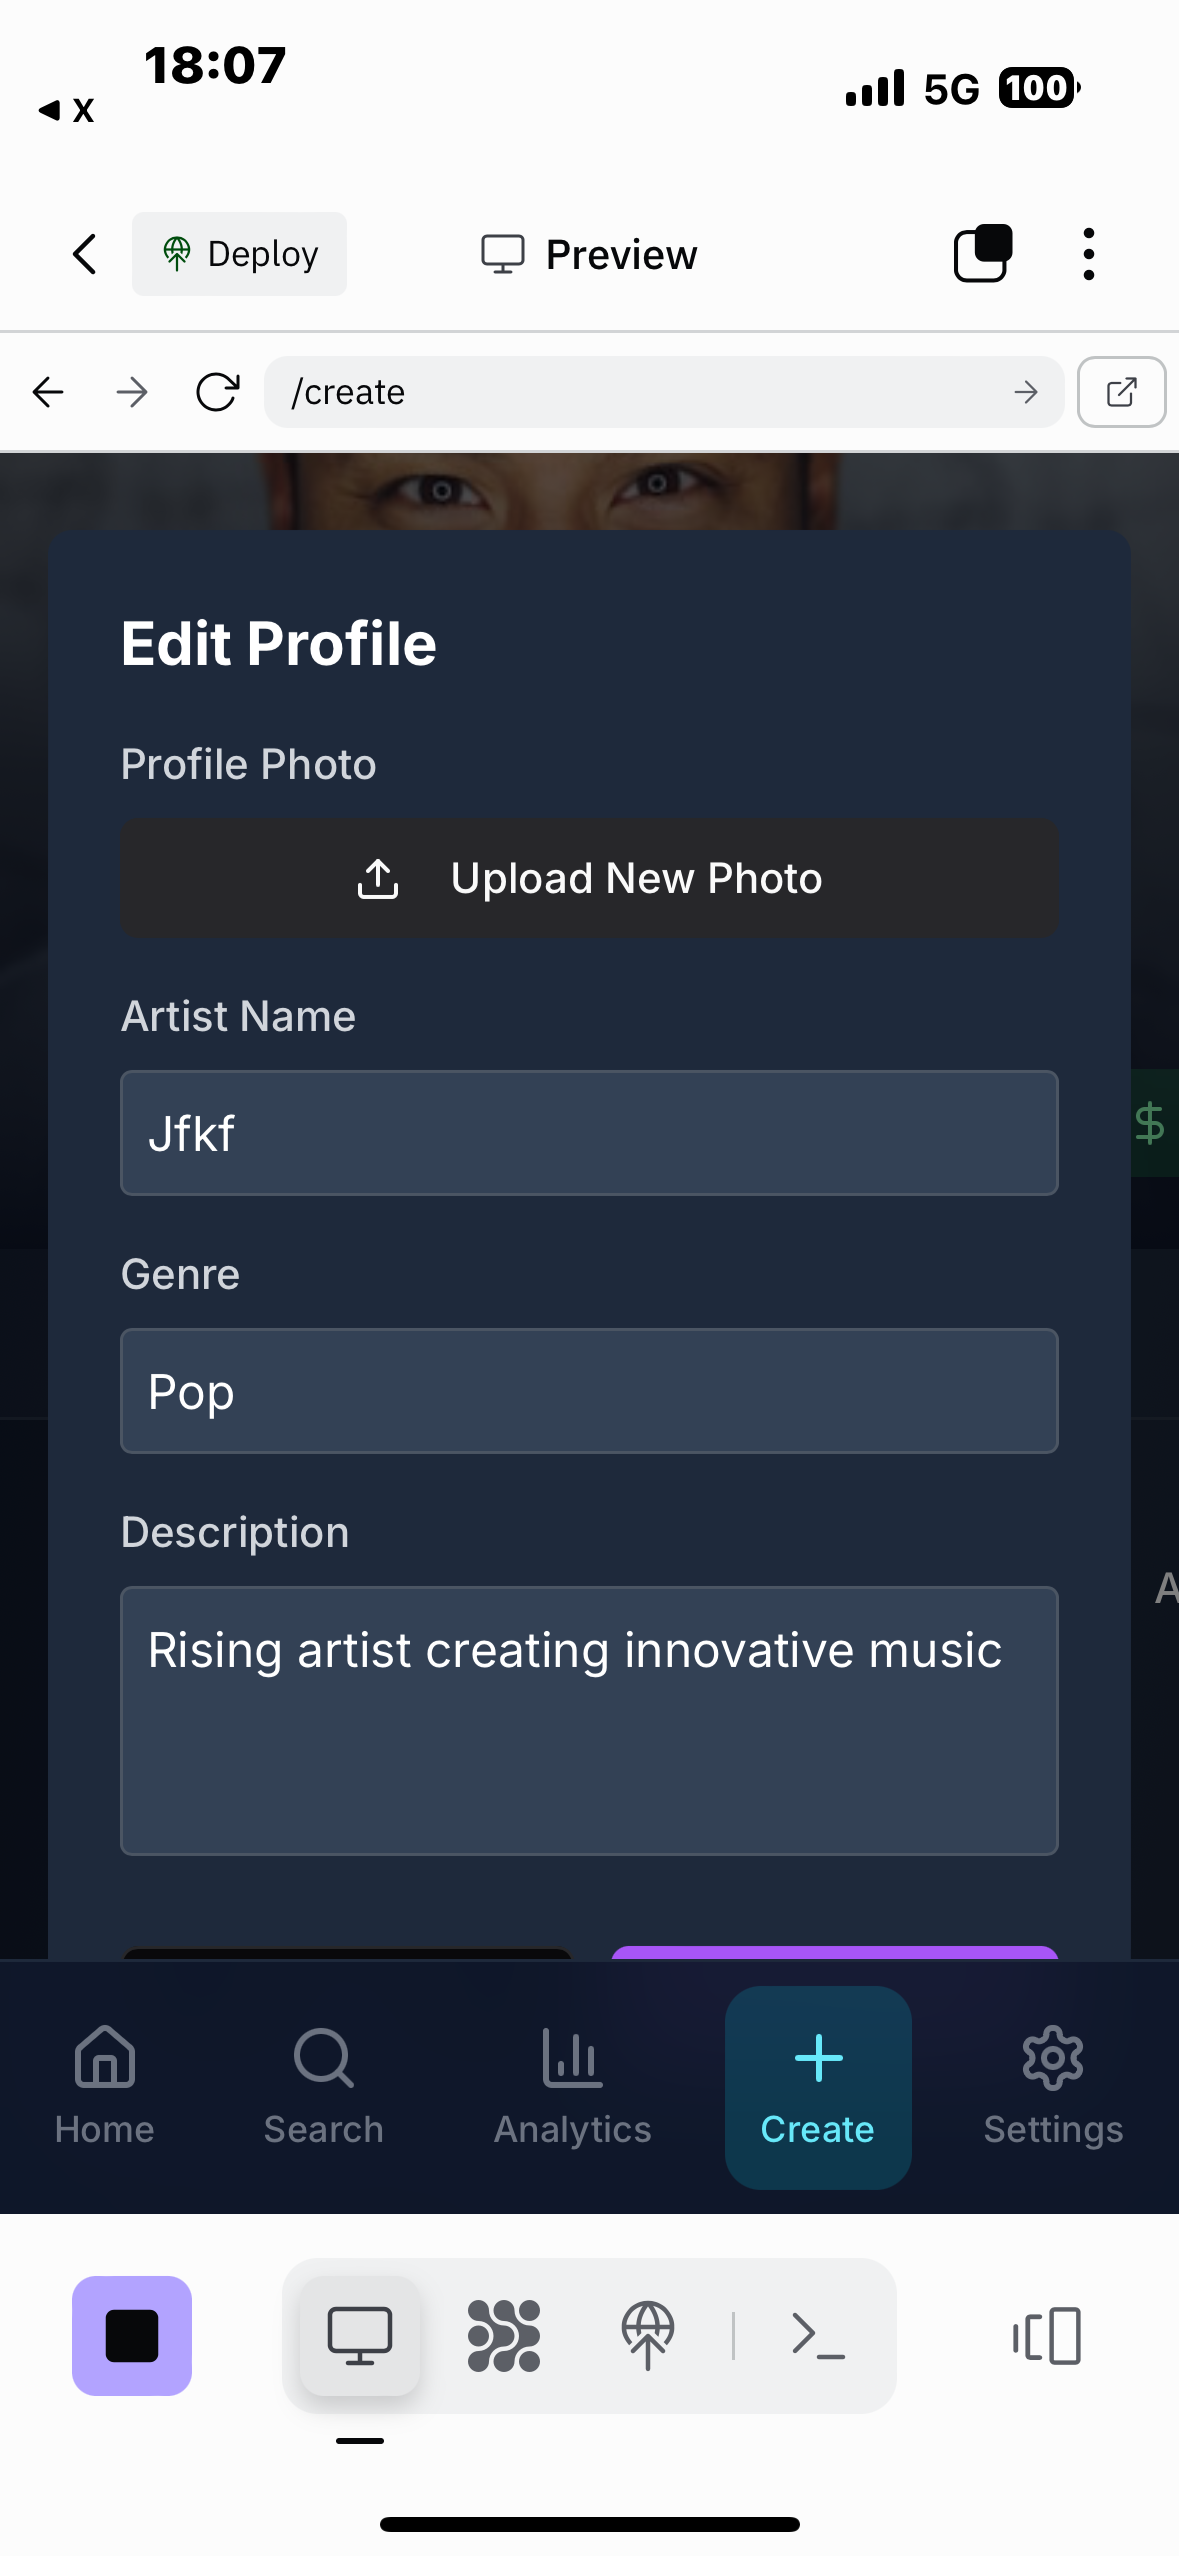 18:07
X
5G
100
Deploy
Preview
/create
Edit Profile
Profile Photo
Upload New Photo
Artist Name
Jfkf
$
Genre
Pop
Description
A
Rising artist creating innovative music
Home
Search
Analytics
Create
Settings